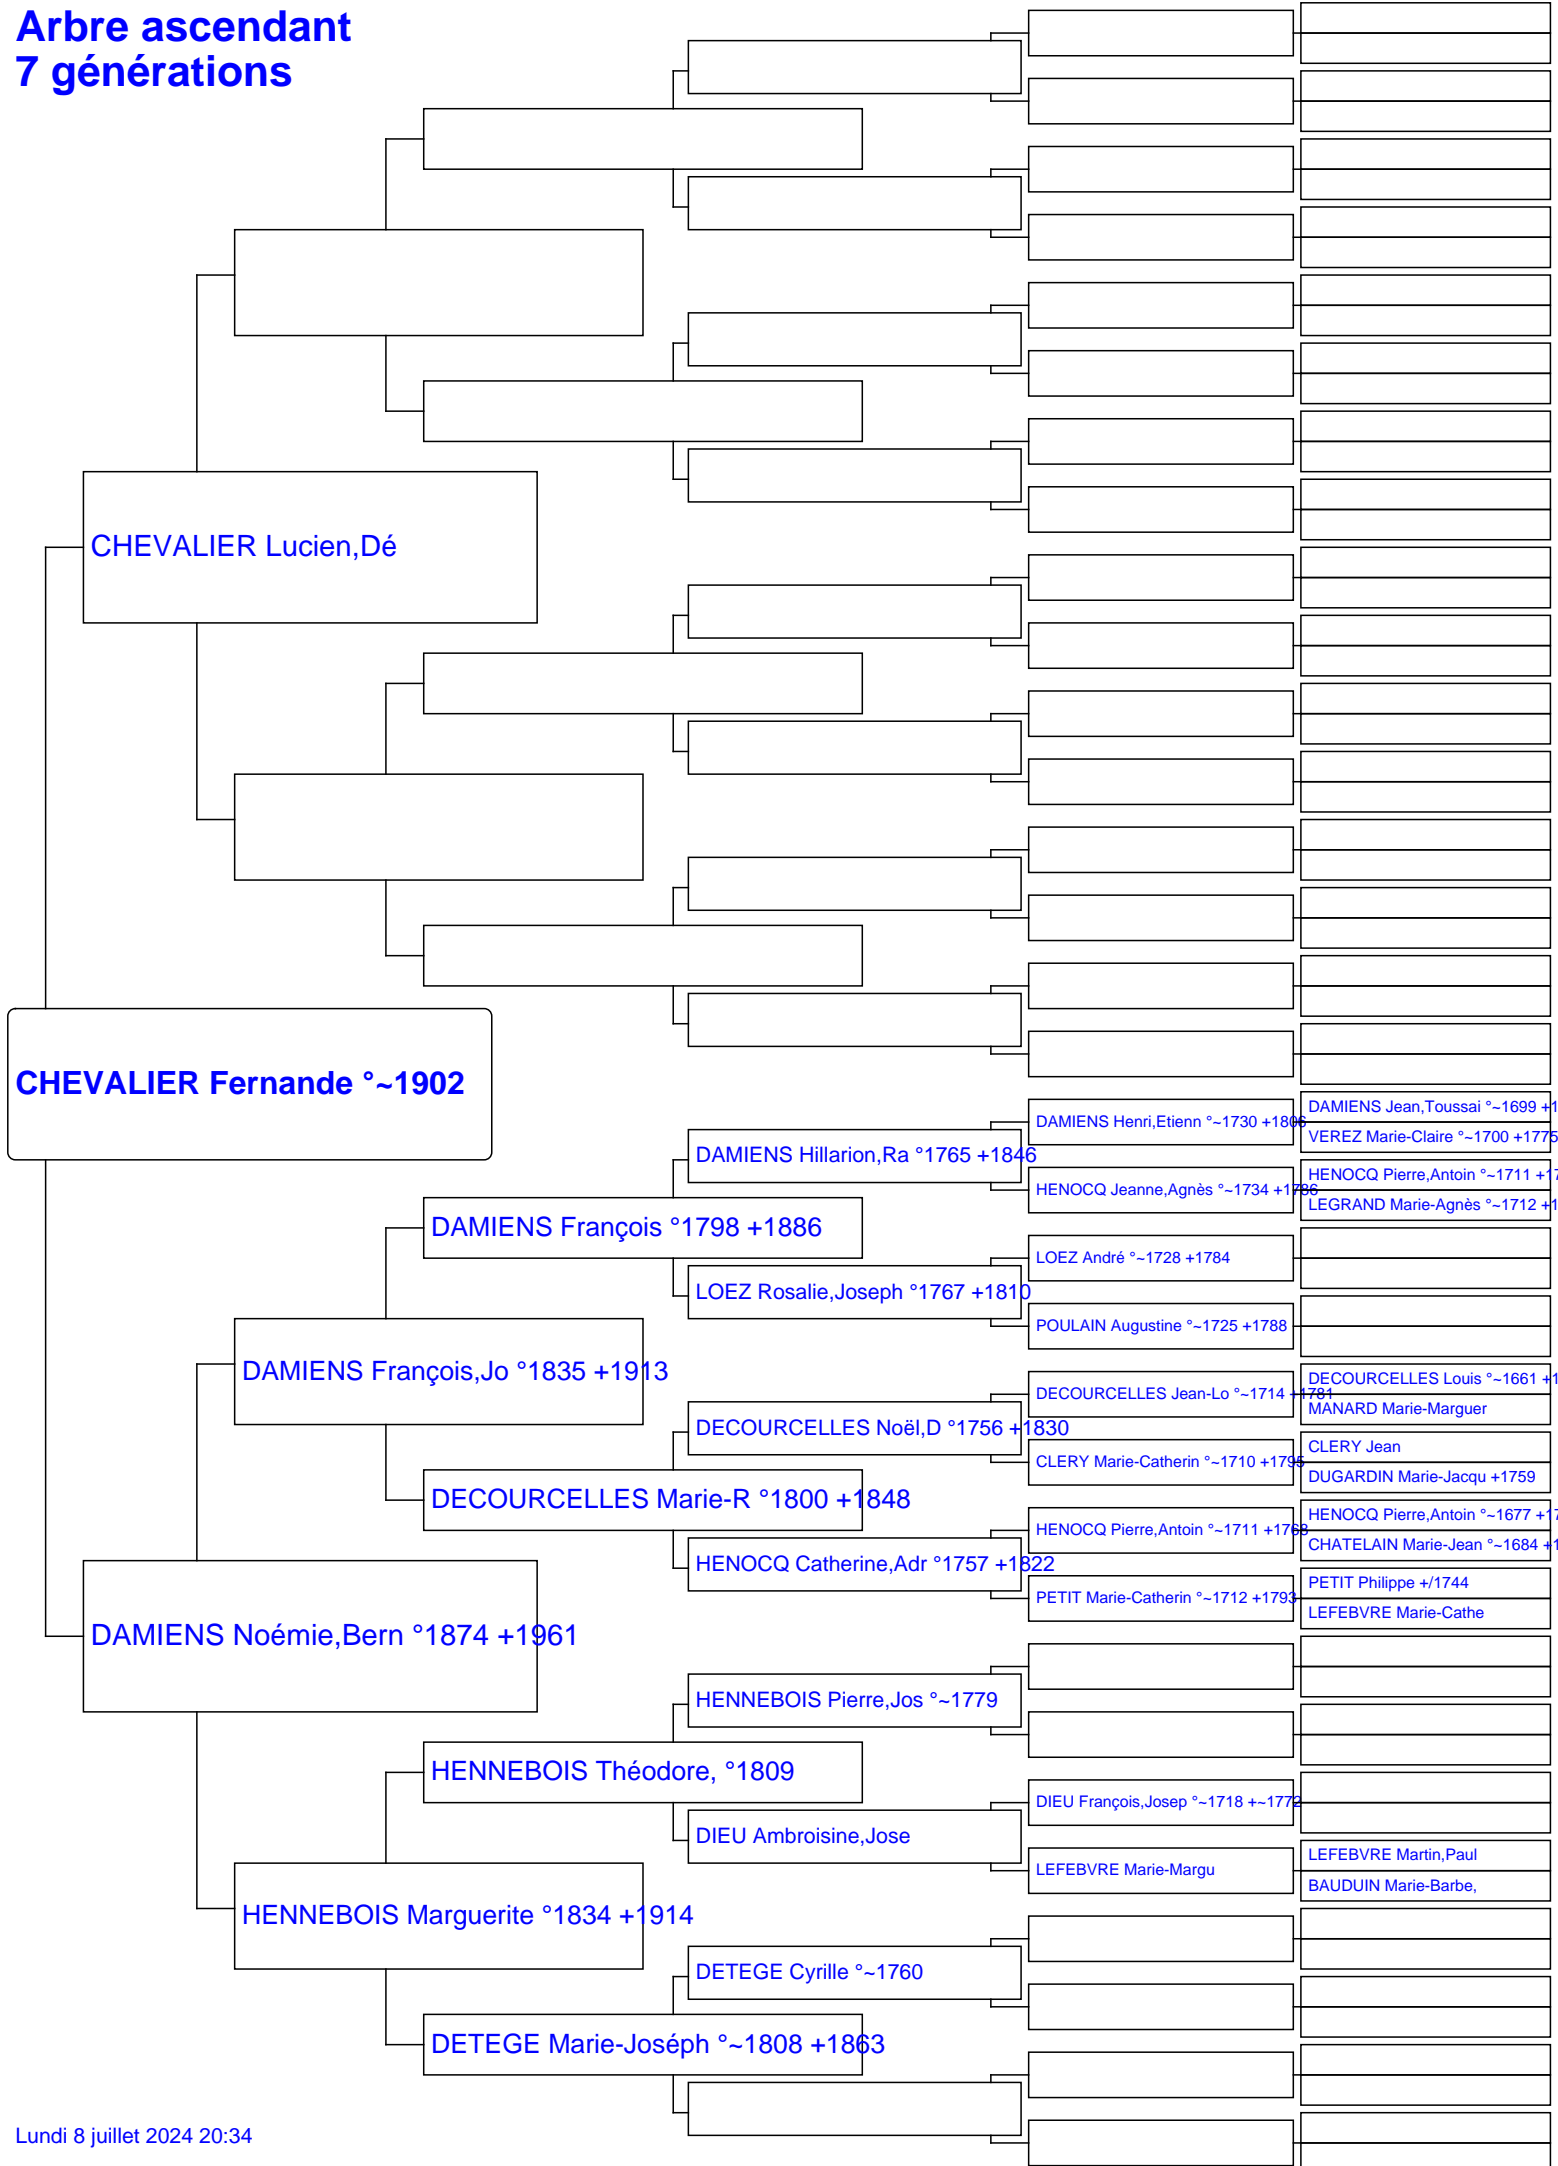 Arbre ascendant
7 générations
CHEVALIER Lucien,Dé
CHEVALIER Fernande °~1902
DAMIENS Jean,Toussai °~1699 +1
DAMIENS Henri,Etienn °~1730 +1806
VEREZ Marie-Claire °~1700 +1775
DAMIENS Hillarion,Ra °1765 +1846
HENOCQ Pierre,Antoin °~1711 +17
HENOCQ Jeanne,Agnès °~1734 +1786
LEGRAND Marie-Agnès °~1712 +1
DAMIENS François °1798 +1886
LOEZ André °~1728 +1784
LOEZ Rosalie,Joseph °1767 +1810
POULAIN Augustine °~1725 +1788
DAMIENS François,Jo °1835 +1913
DECOURCELLES Louis °~1661 +1
DECOURCELLES Jean-Lo °~1714 +1781
MANARD Marie-Marguer
DECOURCELLES Noël,D °1756 +1830
CLERY Jean
CLERY Marie-Catherin °~1710 +1795
DUGARDIN Marie-Jacqu +1759
DECOURCELLES Marie-R °1800 +1848
HENOCQ Pierre,Antoin °~1677 +17
HENOCQ Pierre,Antoin °~1711 +1768
CHATELAIN Marie-Jean °~1684 +1
HENOCQ Catherine,Adr °1757 +1822
PETIT Philippe +/1744
PETIT Marie-Catherin °~1712 +1793
LEFEBVRE Marie-Cathe
DAMIENS Noémie,Bern °1874 +1961
HENNEBOIS Pierre,Jos °~1779
HENNEBOIS Théodore, °1809
DIEU François,Josep °~1718 +~1772
DIEU Ambroisine,Jose
LEFEBVRE Martin,Paul
LEFEBVRE Marie-Margu
BAUDUIN Marie-Barbe,
HENNEBOIS Marguerite °1834 +1914
DETEGE Cyrille °~1760
DETEGE Marie-Joséph °~1808 +1863
Lundi 8 juillet 2024 20:34